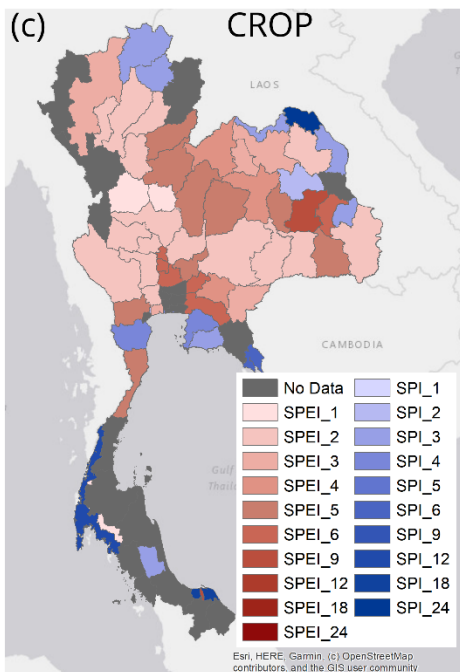 (c) CROP
LAOS
CAMBODIA
Gulf
Thaila
No Data SPI_1
SPEI_1 SPI_2
SPEI_2 SPI_3
SPEI_3 SPI_4
SPEI_4 SPI_5
SPEI_5 SPI_6
SPEI_6 SPI_9
SPEI_9 SPI_12
SPEI_12 SPI_18
SPEI_18 SPI_24
SPEI_24
Esri, HERE, Garmin, (c) OpenStreetMap
contributors, and the GIS user community